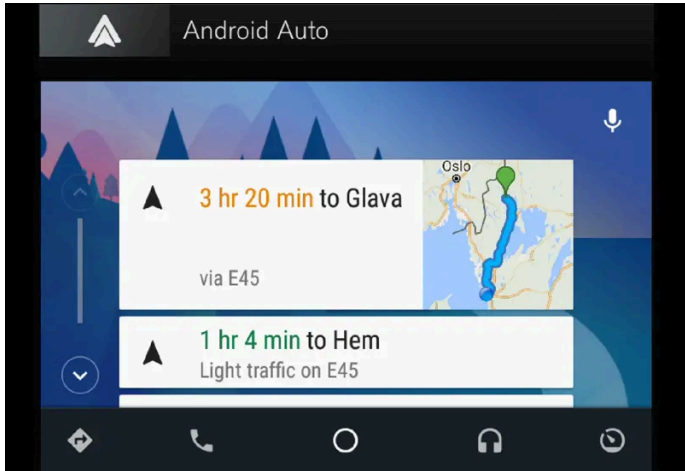 Android Auto
3 hr 20 min to Glava
Oslo
via E45
1 hr 4 min to Hem
Light traffic on E45